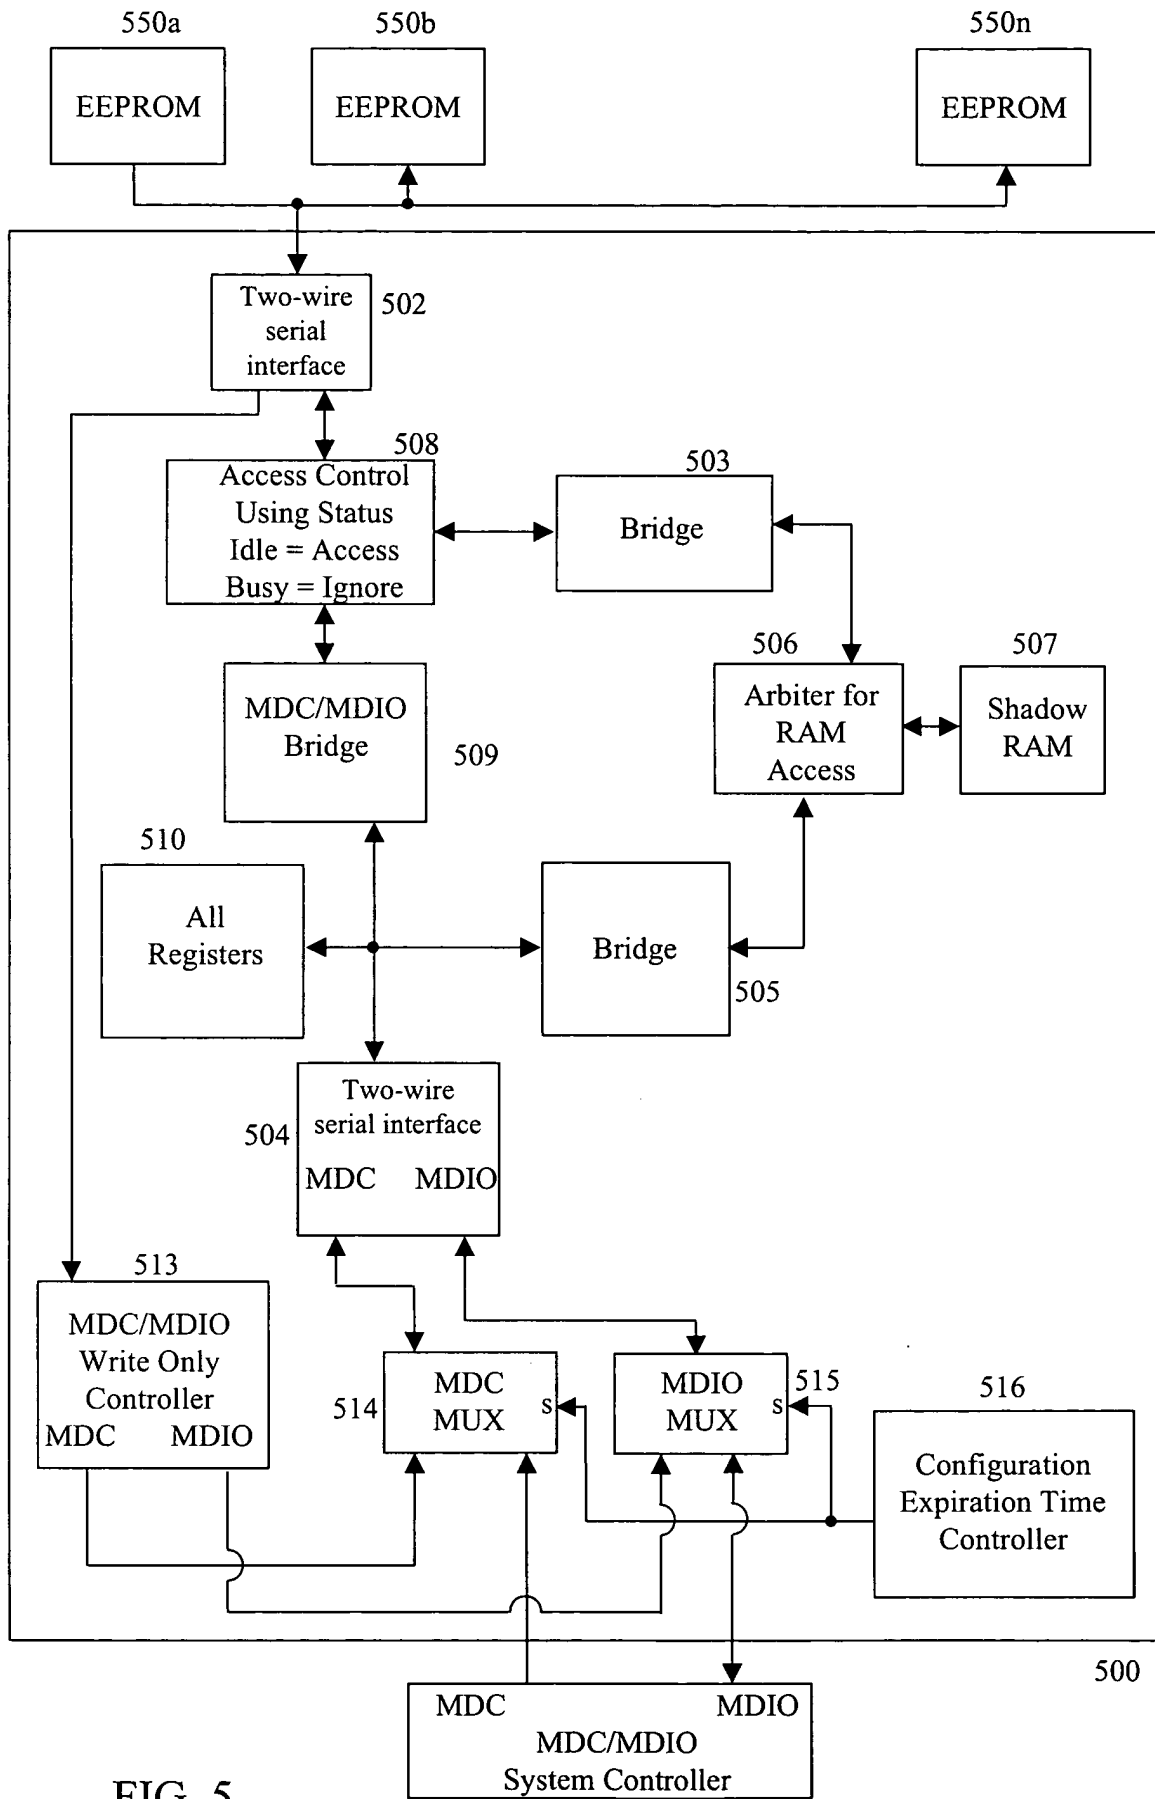 550a
550b
550n
EEPROM
EEPROM
EEPROM
Two-wire
serial
interface
502
508
Access Control
Using Status
Idle = Access
Busy = Ignore
503
Bridge
506
507
Arbiter for
RAM
Access
Shadow
RAM
MDC/MDIO
Bridge
509
510
All
Registers
Bridge
505
Two-wire
serial interface
MDC MDIO
504
513
MDC/MDIO
Write Only
Controller
MDC MDIO
514
MDC
MUX
s
MDIO
MUX
s
515
516
Configuration
Expiration Time
Controller
500
MDC MDIO
MDC/MDIO
System Controller
FIG. 5